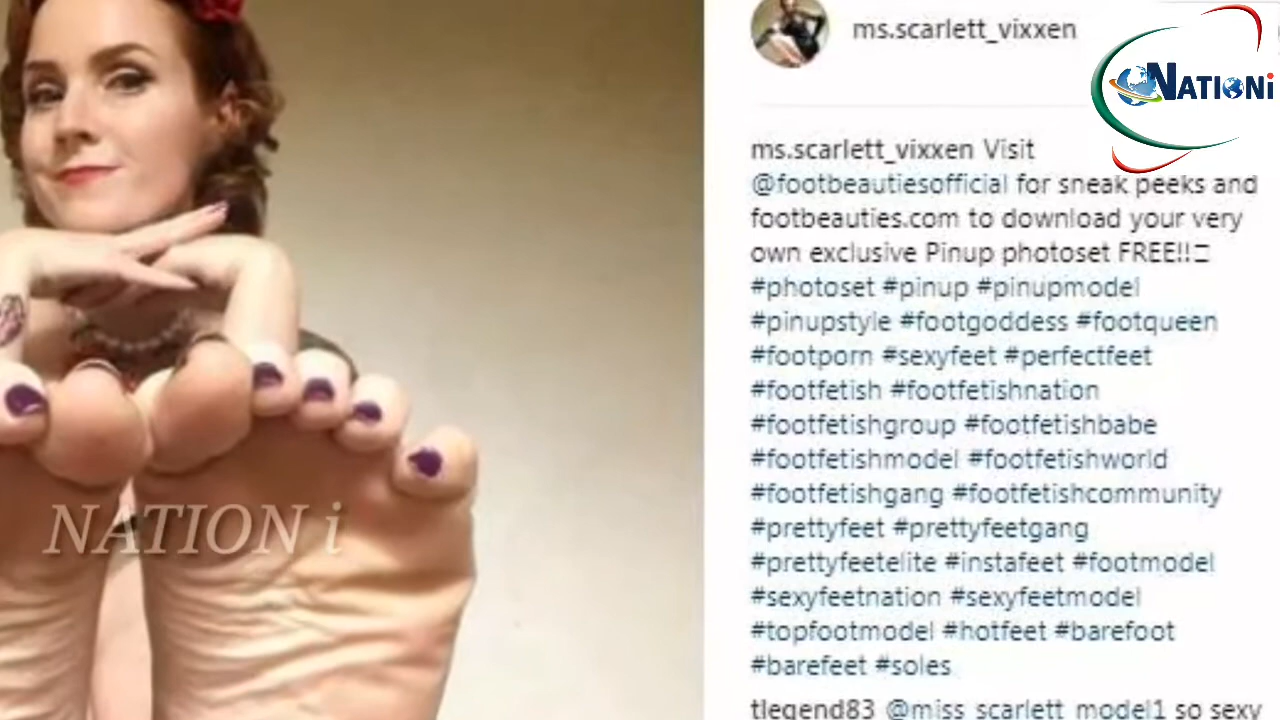 ms.scarlett_vixxen
NATIONi
ms.scarlett_vixxen Visit
@footbeautiesofficial for sneak peeks and
footbeauties.com to download your very
own exclusive Pinup photoset FREE!!
#photoset #pinup #pinupmodel
#pinupstyle #footgoddess #footqueen
#footporn #sexyfeet #perfectfeet
#footfetish #footfetishnation
#footfetishgroup #footfetishbabe
#footfetishmodel #footfetishworld
#footfetishgang #footfetishcommunity
#prettyfeet #prettyfeetgang
#prettyfeetelite #instafeet #footmodel
#sexyfeetnation #sexyfeetmodel
#topfootmodel #hotfeet #barefoot
#barefeet #soles
tlegend83 @miss_scarlett_model1 so sexy
NATION i